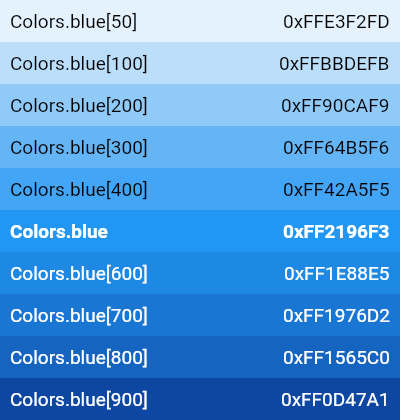 Colors.blue[50] 0xFFE3F2FD
Colors.blue[100] 0xFFBBDEFB
Colors.blue[200] 0xFF90CAF9
Colors.blue[300] 0xFF64B5F6
Colors.blue[400] 0xFF42A5F5
Colors.blue 0xFF2196F3
Colors.blue[600] 0xFF1E88E5
Colors.blue[700] 0xFF1976D2
Colors.blue[800] 0xFF1565C0
Colors.blue[900] 0xFF0D47A1